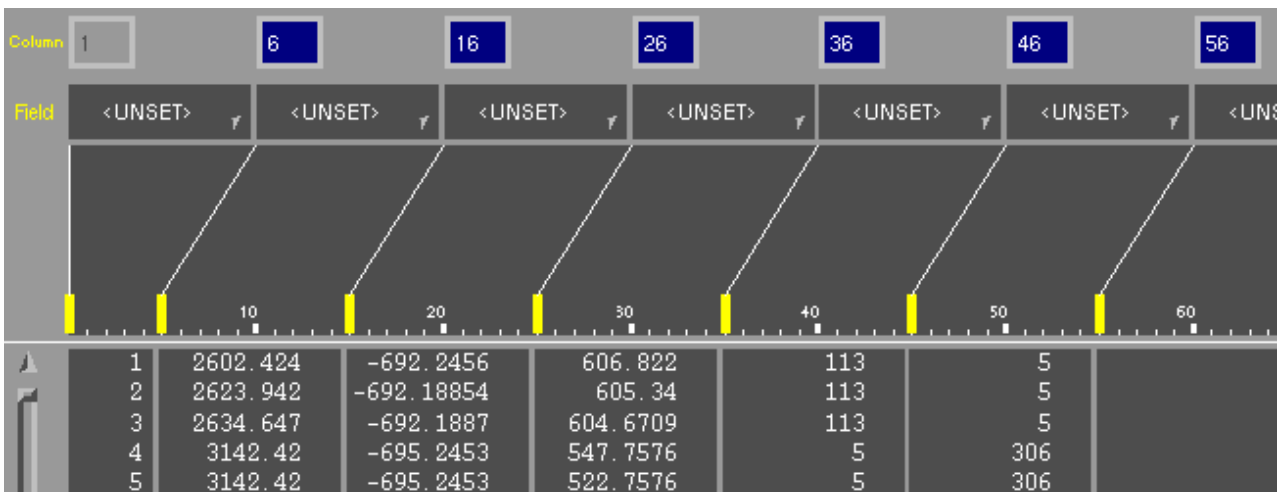 Column 1 6 16 26 36 46 56
Field <UNSET> <UNSET> <UNSET> <UNSET> <UNSET> <UNSET> <UNS
10 20 30 40 50 60
1 2602.424 -692.2456 606.822 113 5
2 2623.942 -692.18854 605.34 113 5
3 2634.647 -692.1887 604.6709 113 5
4 3142.42 -695.2453 547.7576 5 306
5 3142.42 -695.2453 522.7576 5 306